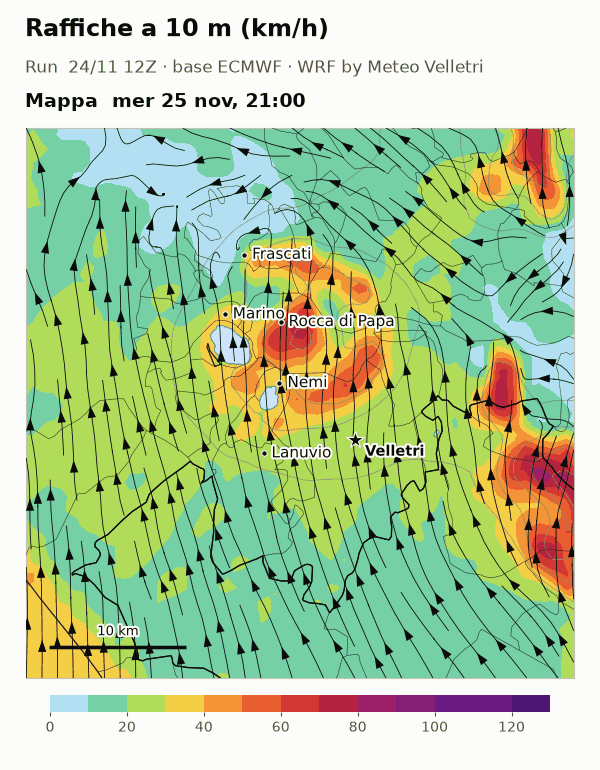 Raffiche a 10 m (km/h)
Run 24/11 12Z · base ECMWF · WRF by Meteo Velletri
Mappa mer 25 nov, 21:00
Frascati
Marino
Rocca di Papa
Nemi
Lanuvio
Velletri
10 km
0 20 40 60 80 100 120